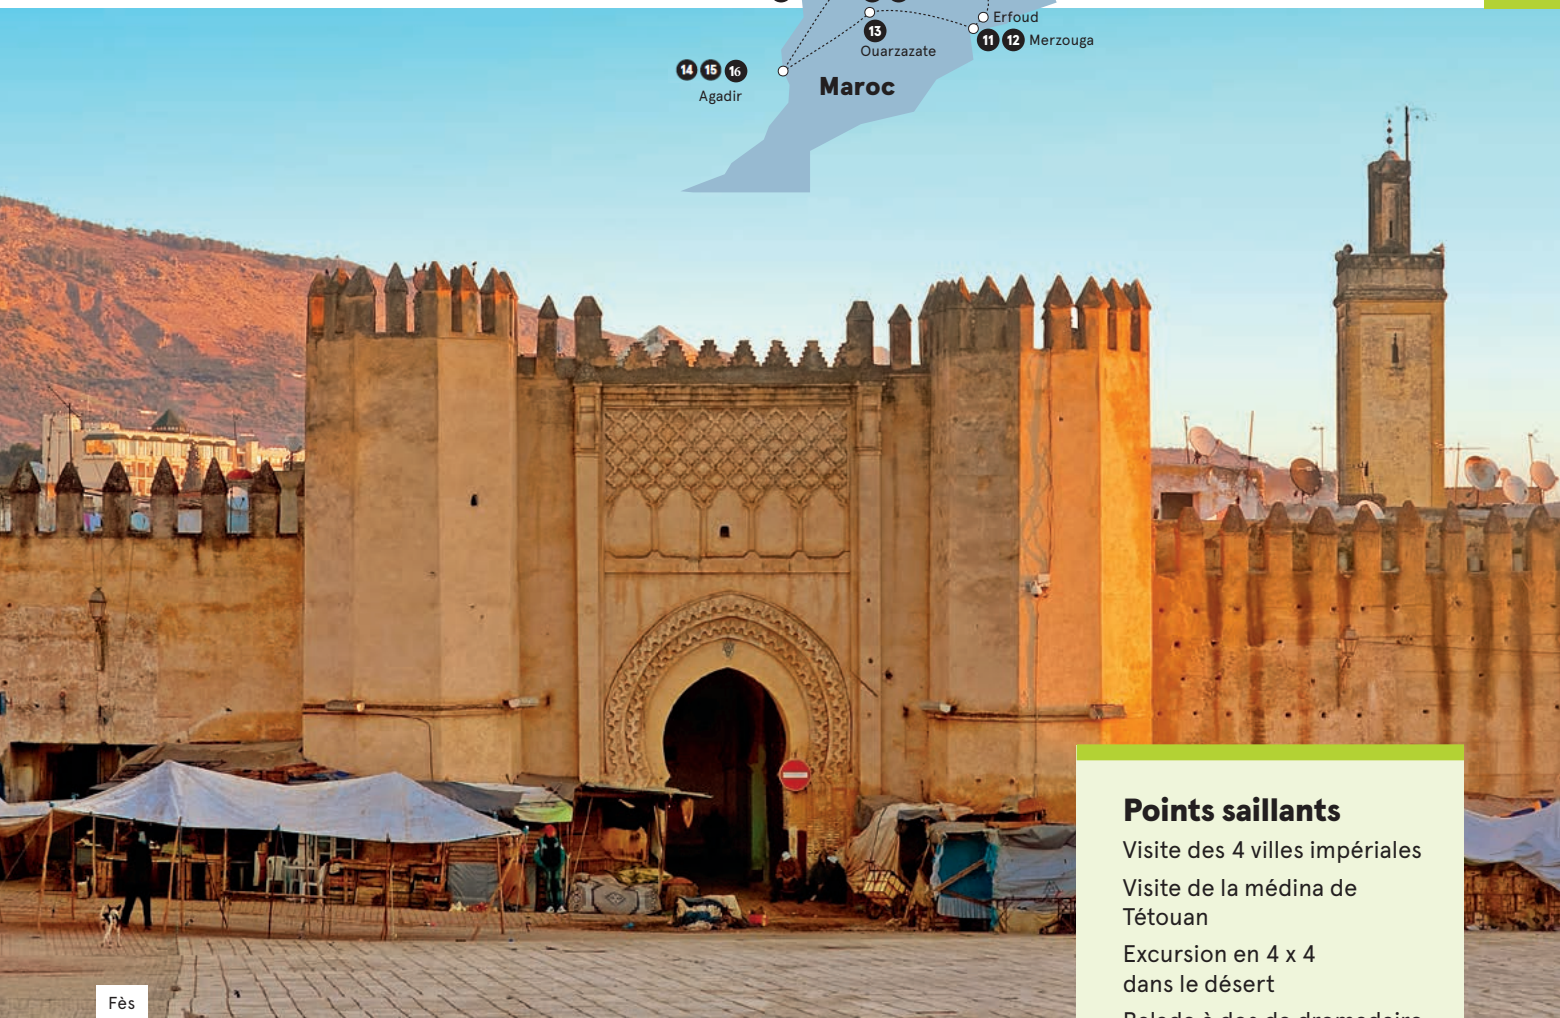 Erfoud
13
11 12 Merzouga
Ouarzazate
14 15 16
Maroc
Agadir
Points saillants
Visite des 4 villes impériales
Visite de la médina de
Tétouan
Excursion en 4 x 4
dans le désert
Fès